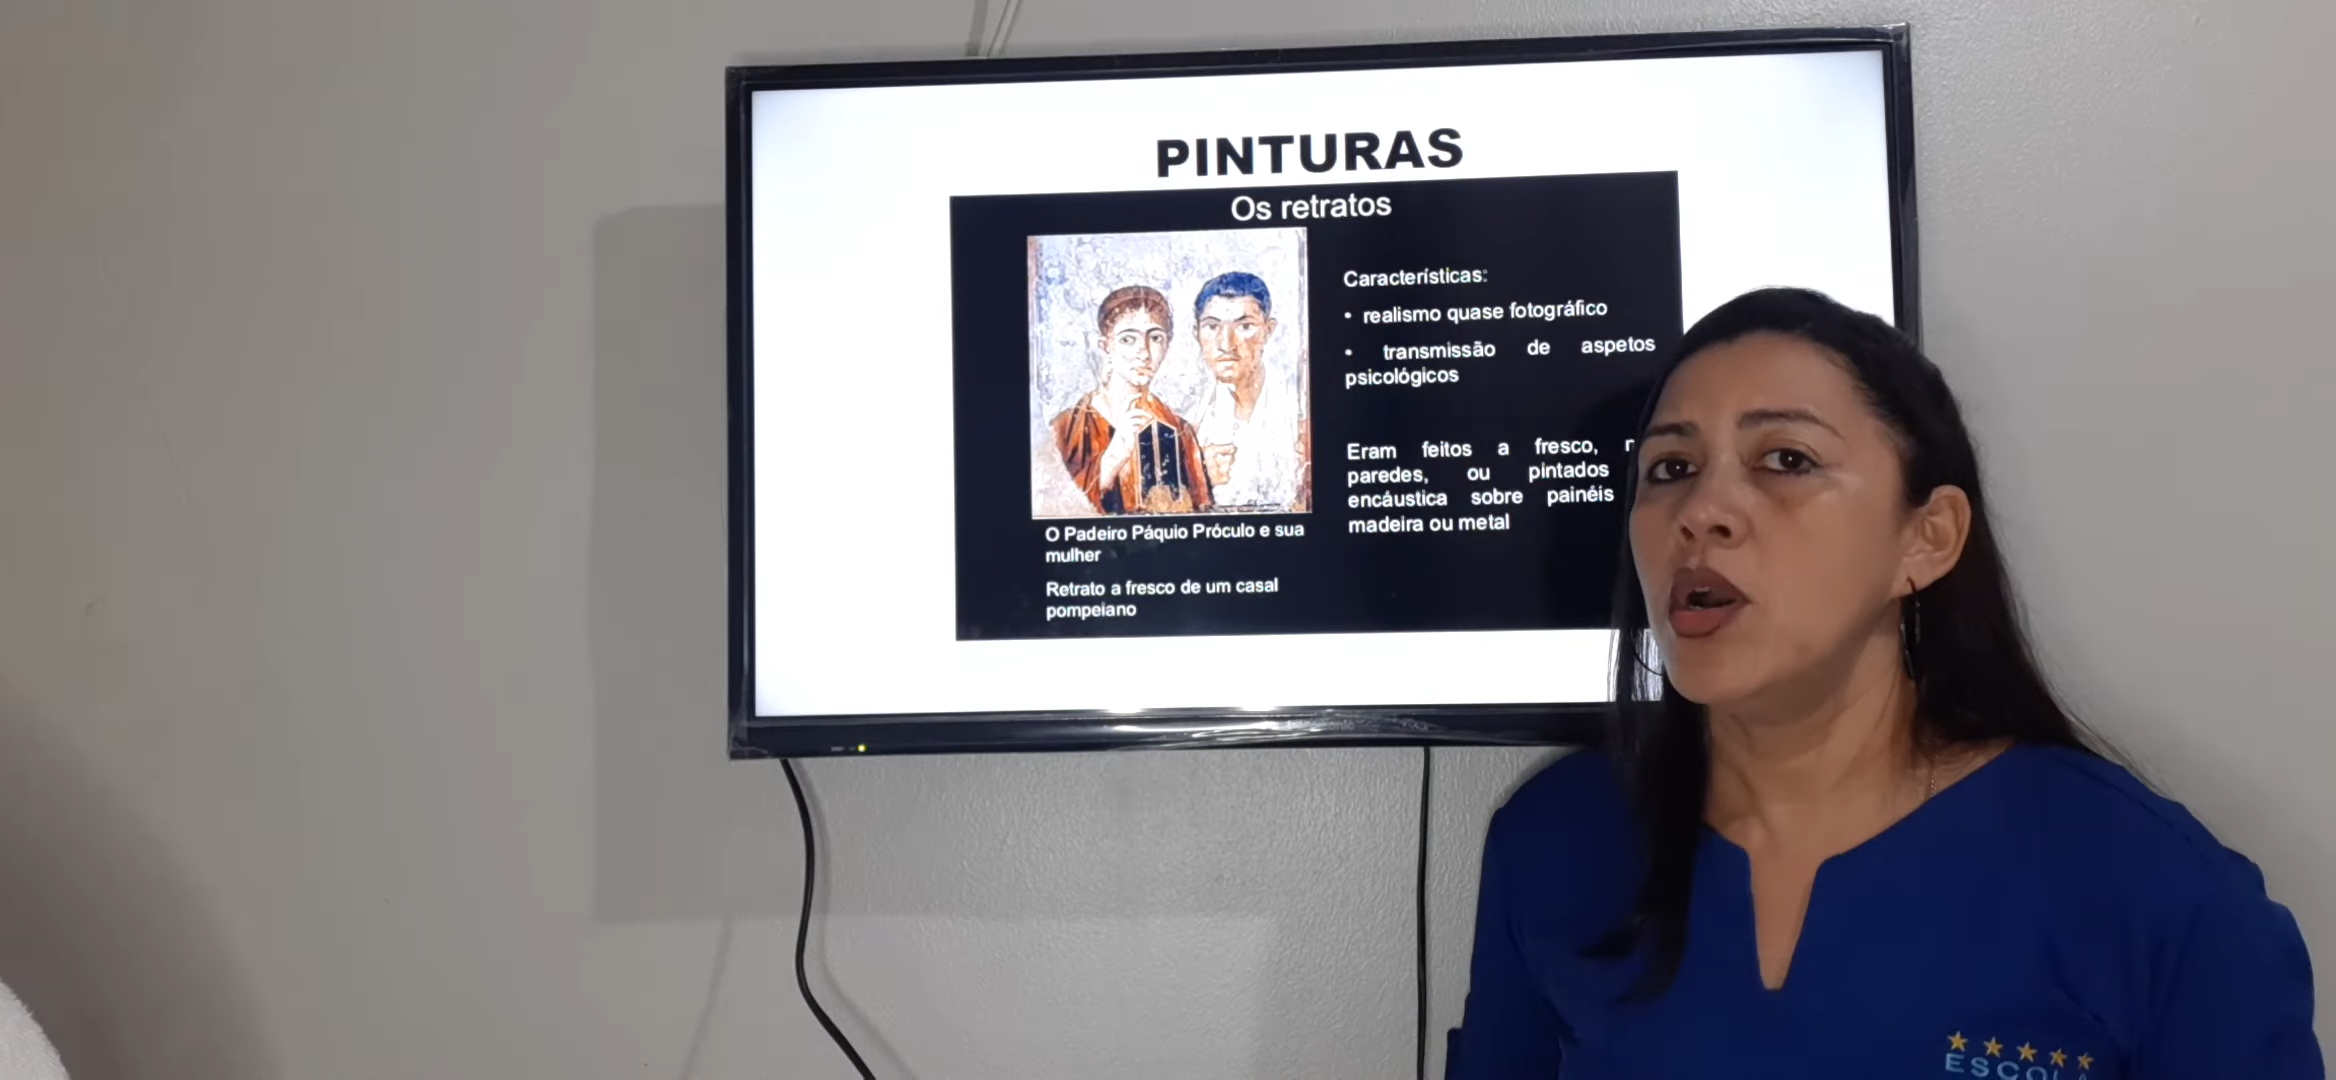 PINTURAS
Os retratos
Características:
• realismo quase fotográfico
• transmissão de aspetos
psicológicos
Eram feitos a fresco,
paredes, ou pintados
encáustica sobre painéis
madeira ou metal
O Padeiro Páquio Próculo e sua
mulher
Retrato a fresco de um casal
pompeiano
ESCOLA